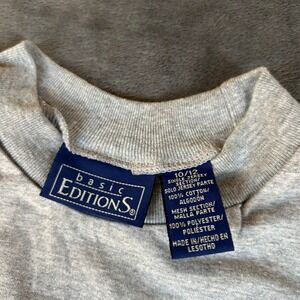 basic
EDITIONS®
10/12
SINGLE JERSEY
SECTION/
SOLO JERSEY PARTE
100% COTTON/
ALGODÓN
MESH SECTION/
MALLA PARTE
100% POLYESTER/
POLIÉSTER
MADE IN/HECHO EN
LESOTHO